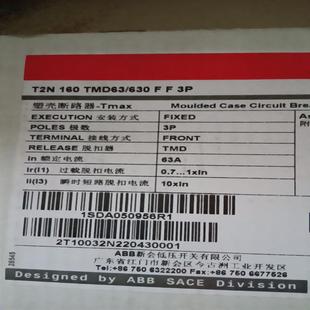 T2N 160 TMD63/630 F F 3P
塑壳断路器-Tmax Moulded Case Circuit Brea
EXECUTION 安装方式 FIXED
POLES 极数 3P
TERMINAL 接线方式 FRONT
RELEASE 脱扣器 TMD
In 额定电流 63A
Ir(I1) 过载脱扣电流 0.7...1xIn
Ii(I3) 瞬时短路脱扣电流 10xIn
As
1SDA050956R1
2T10032N220430001
ABB新会低压开关有限公司
广东省江门市新会区今古洲工业开发区
Tel:+86 750 6322200 Fax:+86 750 6677526
Designed by ABB SACE Division